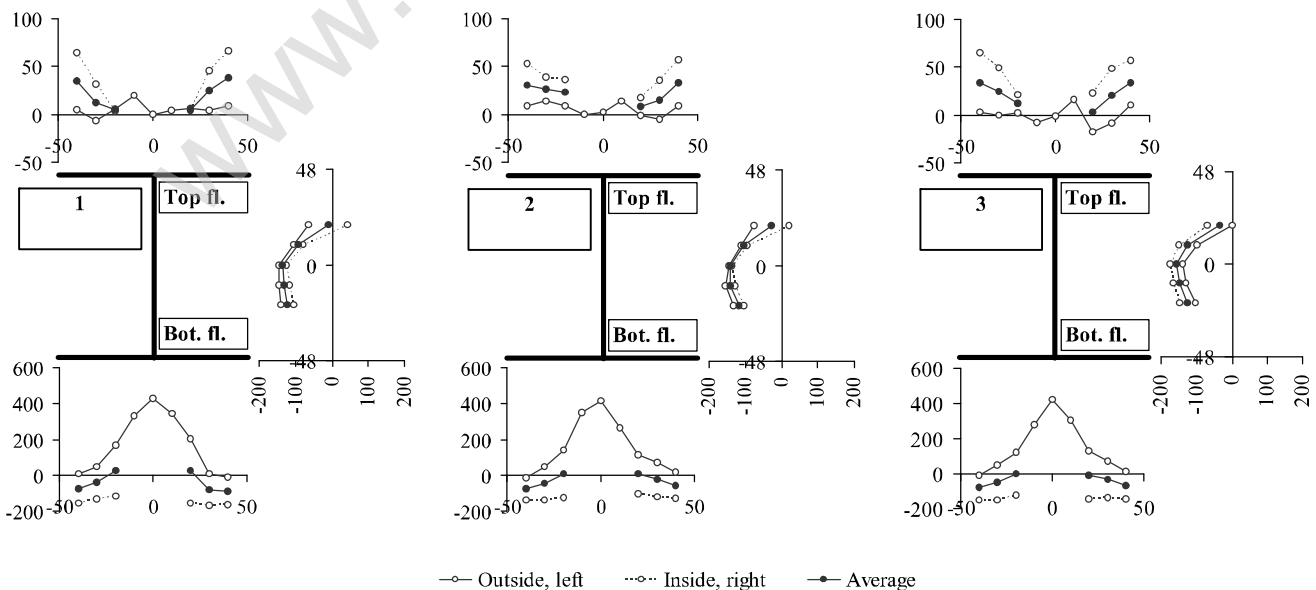 100 100 100
50 50 50
0 0 0
-50 0 50 -50 0 50 -50 0 50
-50 -50 -50
www.
48 48 48
1 Top fl. 2 Top fl. 3 Top fl.
0 0 0
Bot. fl. Bot. fl. Bot. fl.
-48 -48 -48
-200 -100 0 100 200 -200 -100 0 100 200 -200 -100 0 100 200
600 600 600
400 400 400
200 200 200
0 0 0
-200 -50 0 50 -200 -50 0 50 -200 -50 0 50
Outside, left Inside, right Average